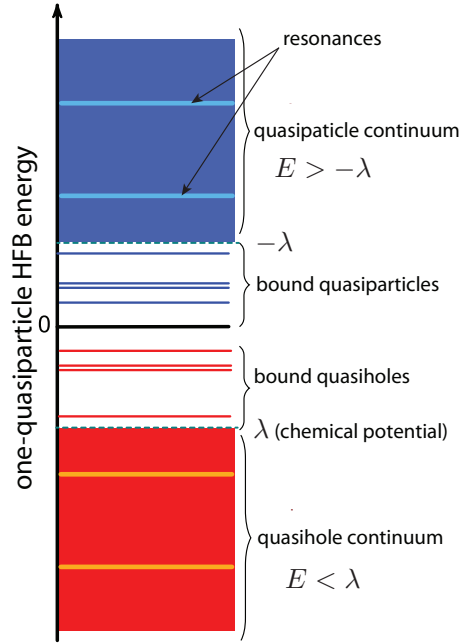 resonances
quasipaticle continuum
E > −λ
−λ
bound quasiparticles
0
bound quasiholes
λ (chemical potential)
quasihole continuum
E < λ
one-quasiparticle HFB energy